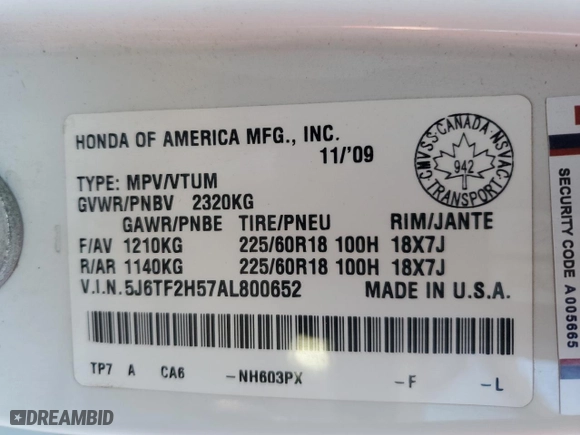 HONDA OF AMERICA MFG., INC.
11/'09
TYPE: MPV/VTUM
GVWR/PNBV 2320KG
GAWR/PNBE TIRE/PNEU RIM/JANTE
F/AV 1210KG 225/60R18 100H 18X7J
R/AR 1140KG 225/60R18 100H 18X7J
V.I.N.5J6TF2H57AL800652 MADE IN U.S.A.
TP7 A CA6 -NH603PX -F -L
CMVSS·CANADA·NSVAC
942
TRANSPORT
SECURITY CODE A005665
DREAMBID